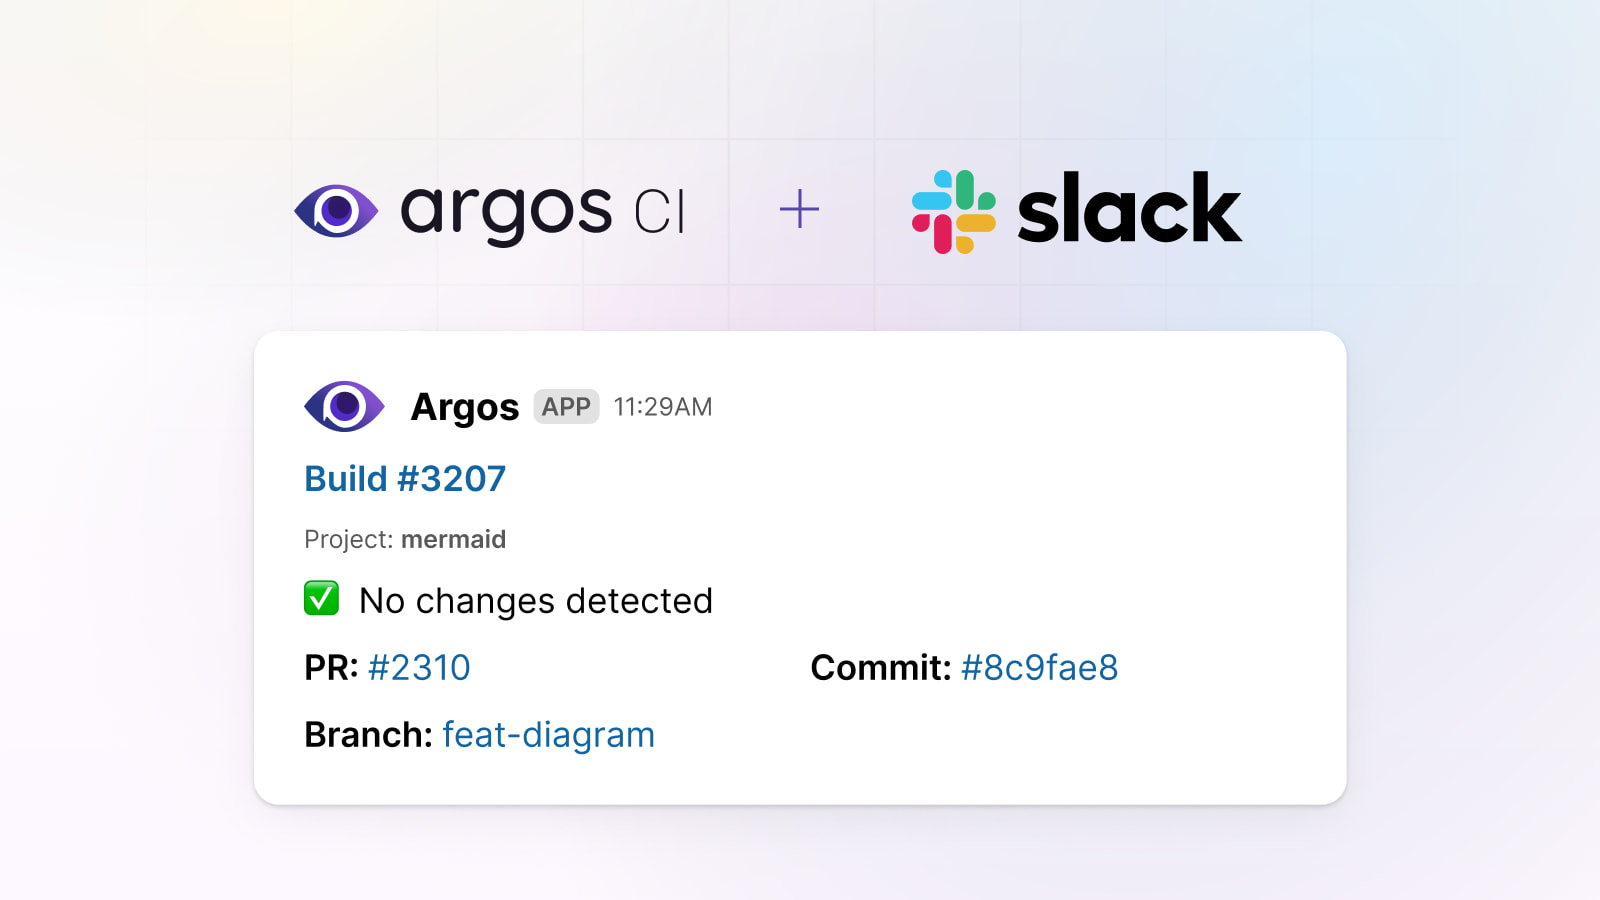 argos CI + slack
Argos APP 11:29AM
Build #3207
Project: mermaid
✅ No changes detected
PR: #2310 Commit: #8c9fae8
Branch: feat-diagram